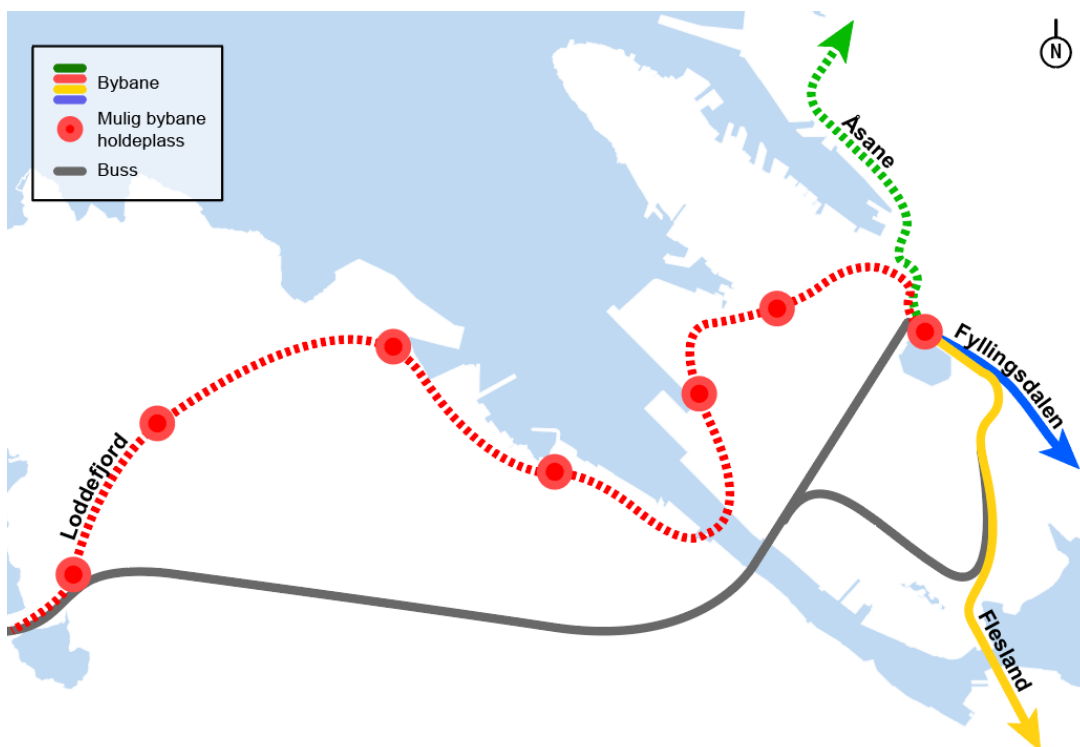 Bybane
Mulig bybane
holdeplass
Buss
N
Åsane
Fyllingsdalen
Loddefjord
Flesland